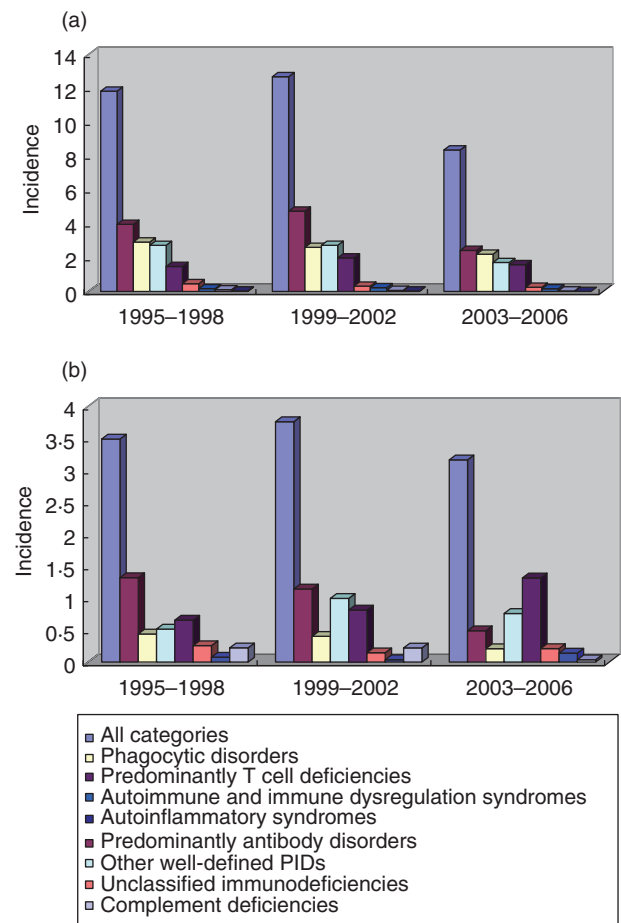 (a)
14
12
10
8
6
4
2
0
Incidence
1995–1998 1999–2002 2003–2006
(b)
4
3·5
3
2·5
2
1·5
1
0·5
0
Incidence
1995–1998 1999–2002 2003–2006
All categories
Phagocytic disorders
Predominantly T cell deficiencies
Autoimmune and immune dysregulation syndromes
Autoinflammatory syndromes
Predominantly antibody disorders
Other well-defined PIDs
Unclassified immunodeficiencies
Complement deficiencies